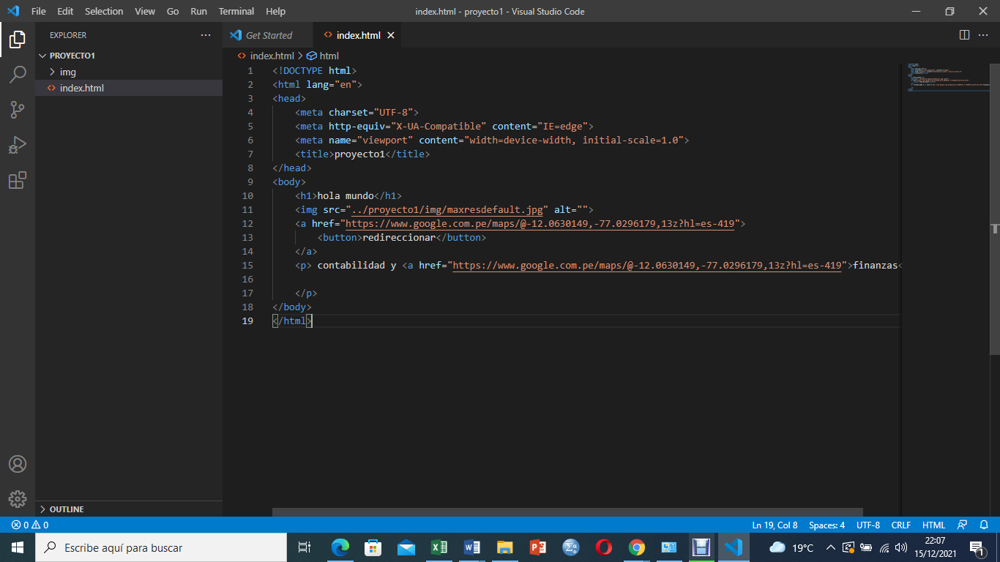 File Edit Selection View Go Run Terminal Help index.html - proyecto1 - Visual Studio Code
EXPLORER
Get Started
index.html
PROYECTO1
img
index.html
index.html > html
1 <!DOCTYPE html>
2 <html lang="en">
3 <head>
4 <meta charset="UTF-8">
5 <meta http-equiv="X-UA-Compatible" content="IE=edge">
6 <meta name="viewport" content="width=device-width, initial-scale=1.0">
7 <title>proyecto1</title>
8 </head>
9 <body>
10 <h1>hola mundo</h1>
11 <img src="../proyecto1/img/maxresdefault.jpg" alt="">
12 <a href="https://www.google.com.pe/maps/@-12.0630149,-77.0296179,13z?hl=es-419">
13 <button>redireccionar</button>
14 </a>
15 <p> contabilidad y <a href="https://www.google.com.pe/maps/@-12.0630149,-77.0296179,13z?hl=es-419">finanzas<
16
17 </p>
18 </body>
19 </html>
OUTLINE
0 0 Ln 19, Col 8 Spaces: 4 UTF-8 CRLF HTML
Escribe aquí para buscar
19°C
22:07
15/12/2021
1